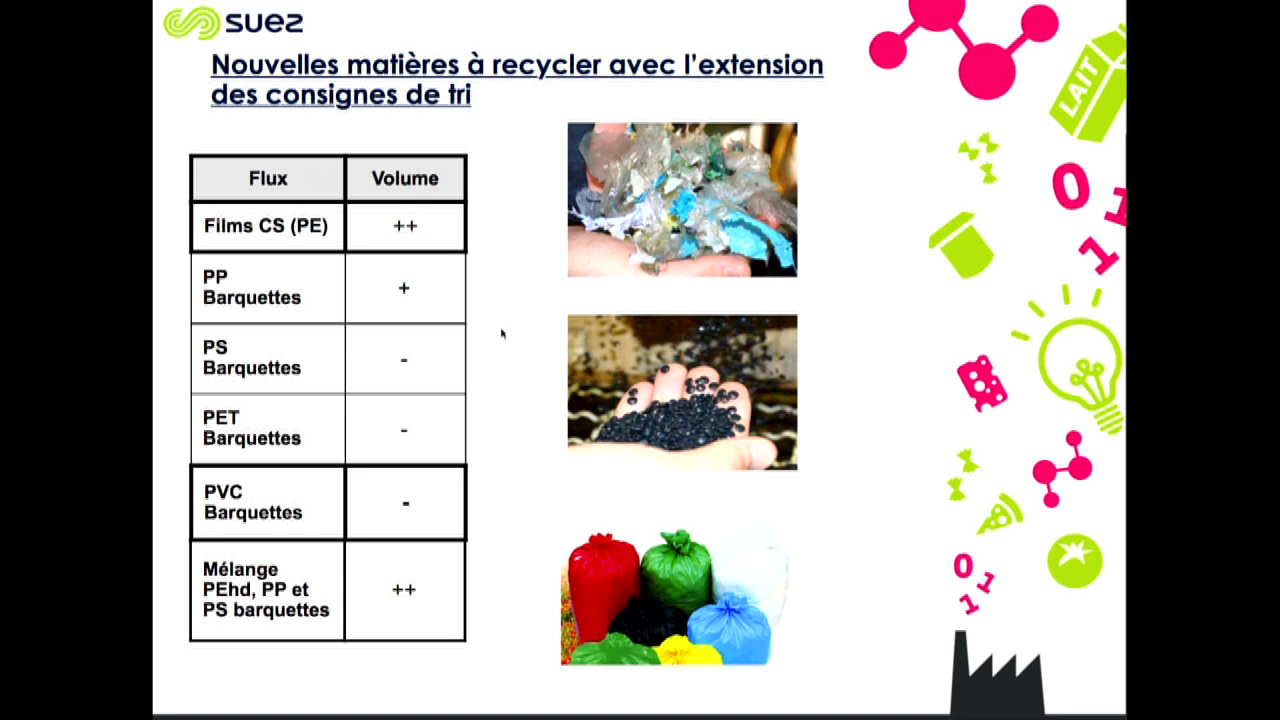 suez
Nouvelles matières à recycler avec l'extension
des consignes de tri
Flux Volume
Films CS (PE) ++
PP
Barquettes +
PS
Barquettes -
PET
Barquettes -
PVC
Barquettes -
Mélange
PEhd, PP et
PS barquettes ++
LAIT
0
1
1
0
1
1